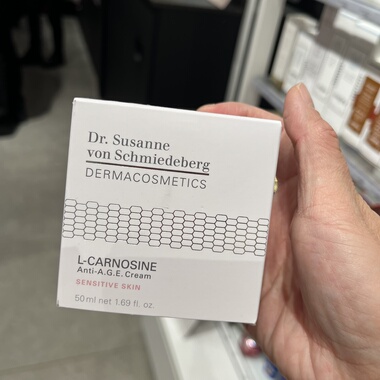 Dr. Susanne
von Schmiedeberg
DERMACOSMETICS
L-CARNOSINE
Anti-A.G.E. Cream
SENSITIVE SKIN
50 ml net 1.69 fl. oz.